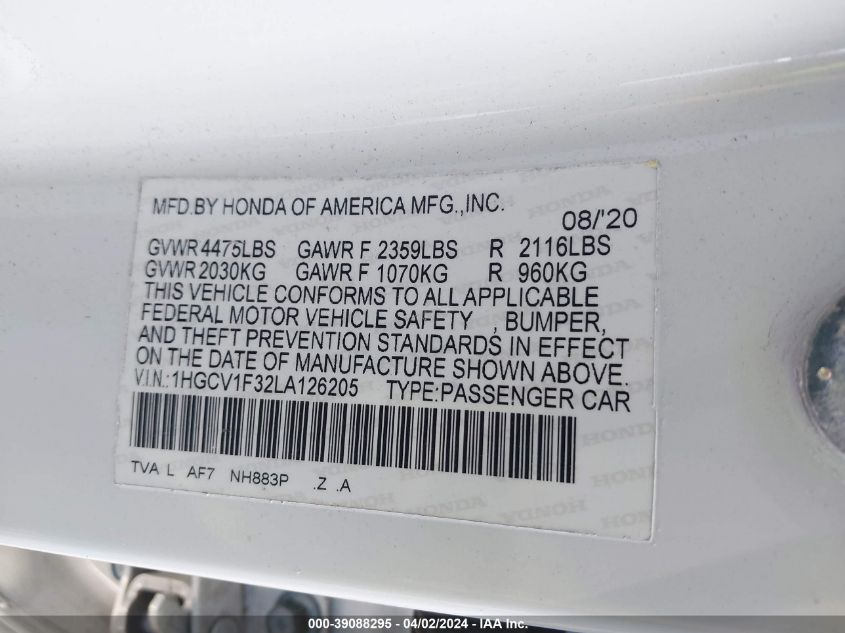 MFD.BY HONDA OF AMERICA MFG.,INC.
08/'20
GVWR 4475LBS GAWR F 2359LBS R 2116LBS
GVWR 2030KG GAWR F 1070KG R 960KG
THIS VEHICLE CONFORMS TO ALL APPLICABLE
FEDERAL MOTOR VEHICLE SAFETY , BUMPER,
AND THEFT PREVENTION STANDARDS IN EFFECT
ON THE DATE OF MANUFACTURE SHOWN ABOVE.
V.I.N.:1HGCV1F32LA126205 TYPE:PASSENGER CAR
TVA L AF7 NH883P .Z .A
000-39088295 - 04/02/2024 - IAA Inc.